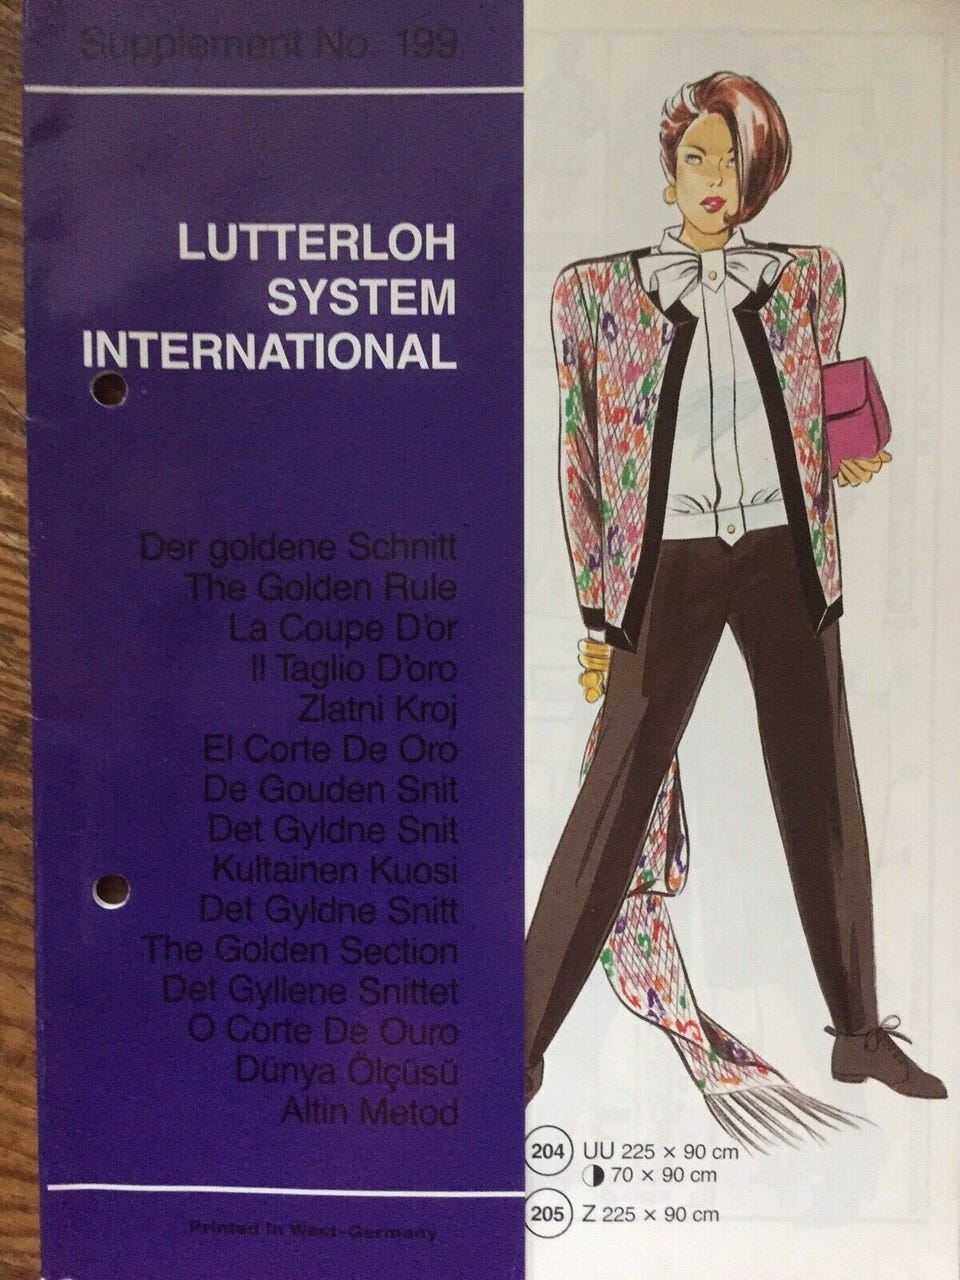 Supplement No. 199
LUTTERLOH
SYSTEM
INTERNATIONAL
Der goldene Schnitt
The Golden Rule
La Coupe D'or
Il Taglio D'oro
Zlatni Kroj
El Corte De Oro
De Gouden Snit
Det Gyldne Snit
Kultainen Kuosi
Det Gyldne Snitt
The Golden Section
Det Gyllene Snittet
O Corte De Ouro
Dünya Ölçüsü
Altin Metod
Printed in West-Germany
204 UU 225 × 90 cm
70 × 90 cm
205 Z 225 × 90 cm